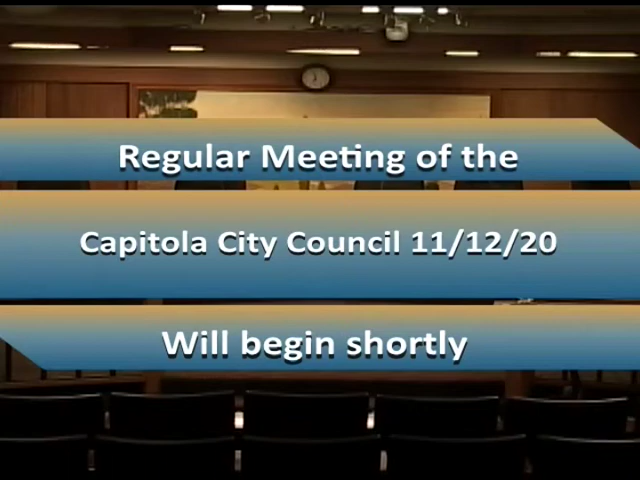 Regular Meeting of the
Capitola City Council 11/12/20
Will begin shortly